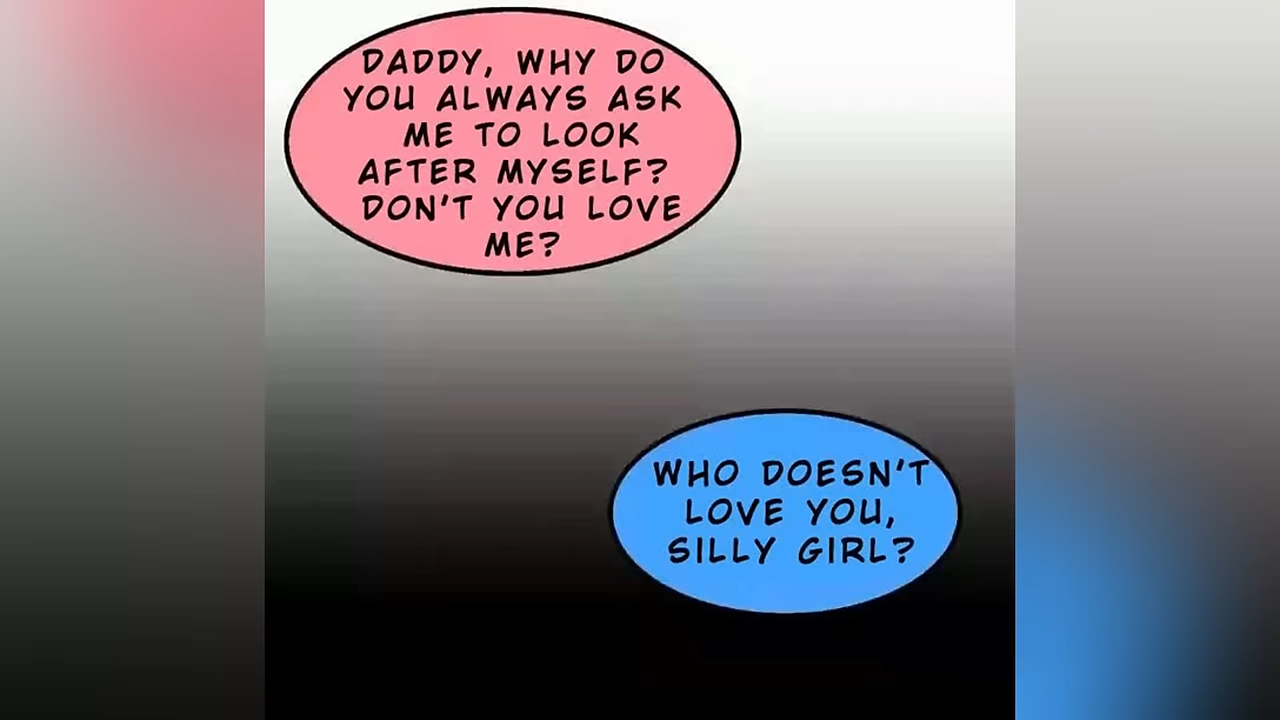 DADDY, WHY DO
YOU ALWAYS ASK
ME TO LOOK
AFTER MYSELF?
DON'T YOU LOVE
ME?
WHO DOESN'T
LOVE YOU,
SILLY GIRL?